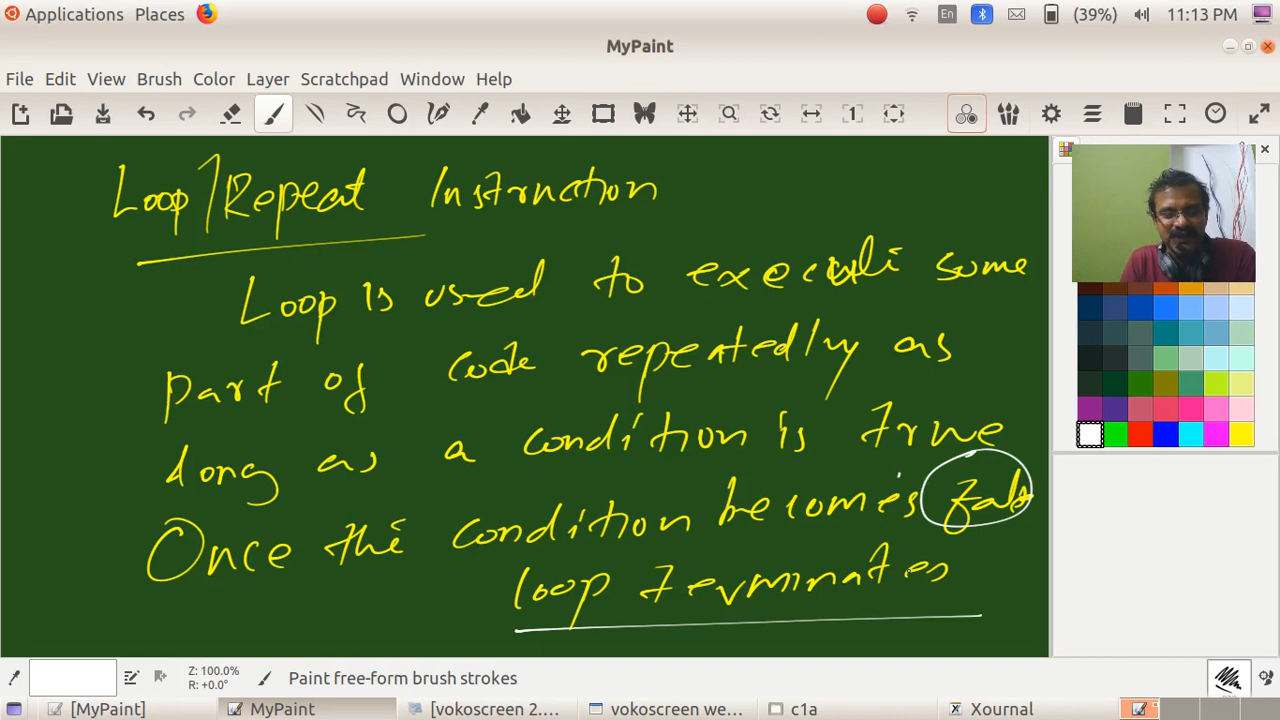 Applications Places En (39%) 11:13 PM
MyPaint
File Edit View Brush Color Layer Scratchpad Window Help
Loop/Repeat Instruction
Loop is used to execute some
part of code repeatedly as
long as a condition is true
Once the condition becomes false
loop terminates
Z: 100.0%
R: +0.0°
Paint free-form brush strokes
[MyPaint] MyPaint [vokoscreen 2.... vokoscreen we... c1a Xournal